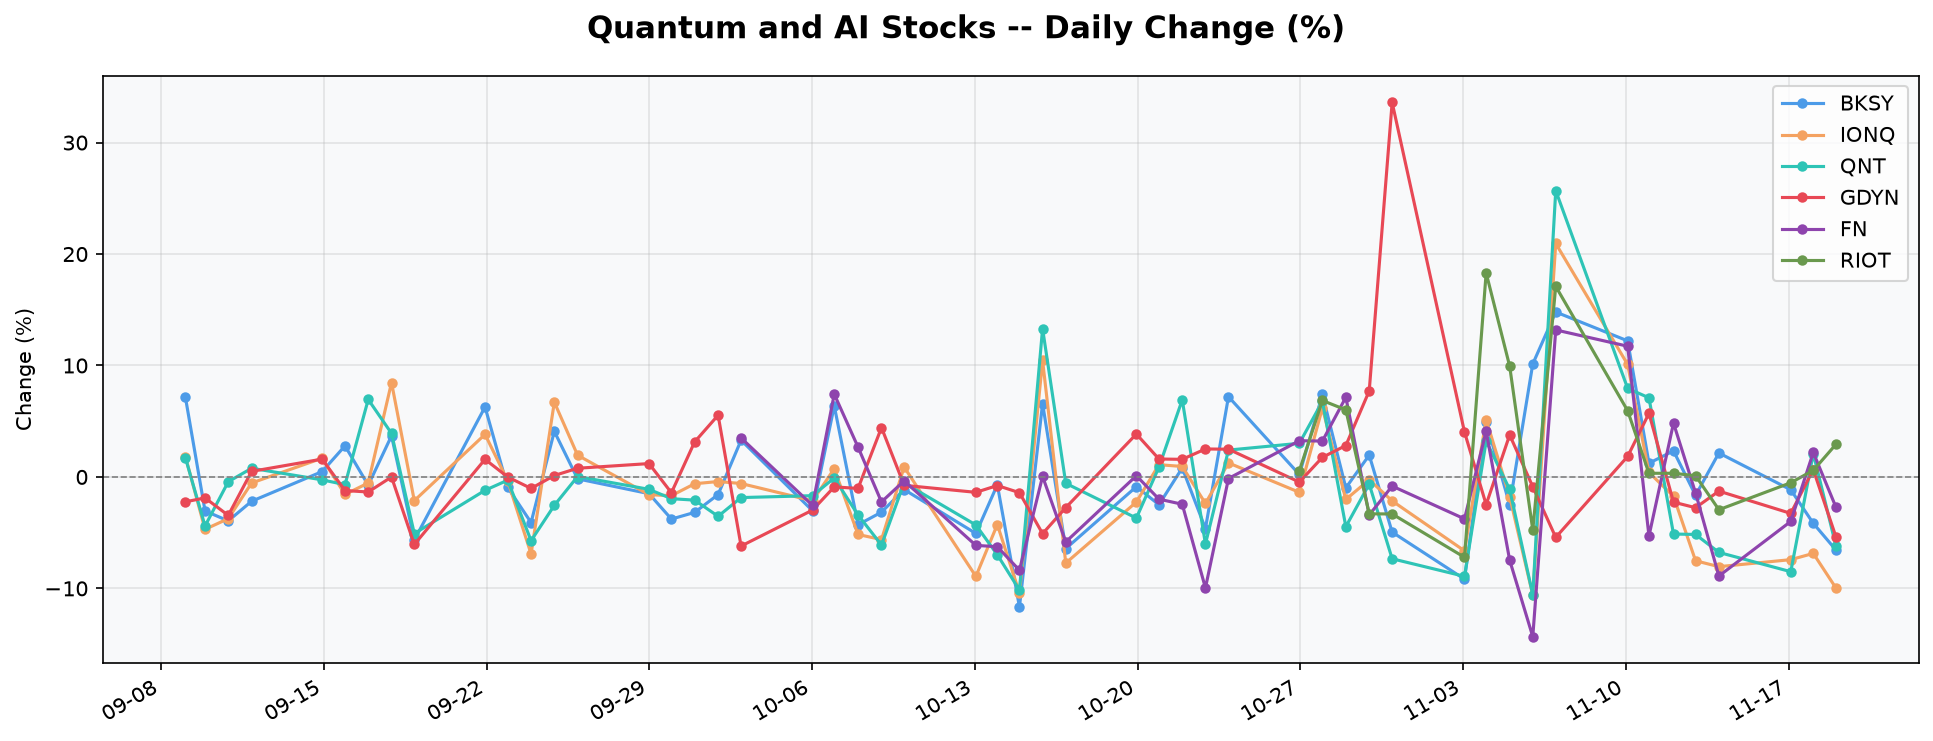 Quantum and AI Stocks -- Daily Change (%)
Change (%)
30
20
10
0
−10
BKSY
IONQ
QNT
GDYN
FN
RIOT
09-08
09-15
09-22
09-29
10-06
10-13
10-20
10-27
11-03
11-10
11-17